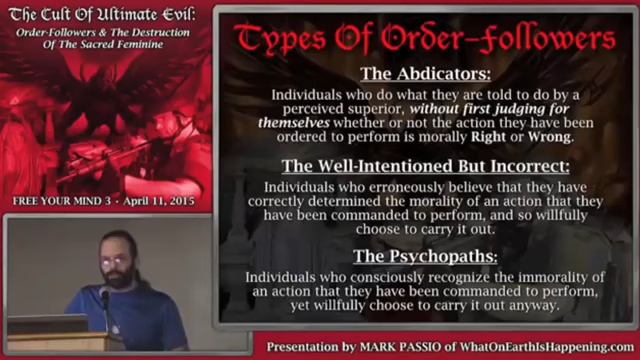 The Cult Of Ultimate Evil:
Order-Followers & The Destruction
Of The Sacred Feminine
FREE YOUR MIND 3 • April 11, 2015
Types Of Order-Followers
The Abdicators:
Individuals who do what they are told to do by a
perceived superior, without first judging for
themselves whether or not the action they have been
ordered to perform is morally Right or Wrong.
The Well-Intentioned But Incorrect:
Individuals who erroneously believe that they have
correctly determined the morality of an action that they
have been commanded to perform, and so willfully
choose to carry it out.
The Psychopaths:
Individuals who consciously recognize the immorality of
an action that they have been commanded to perform,
yet willfully choose to carry it out anyway.
Presentation by MARK PASSIO of WhatOnEarthIsHappening.com